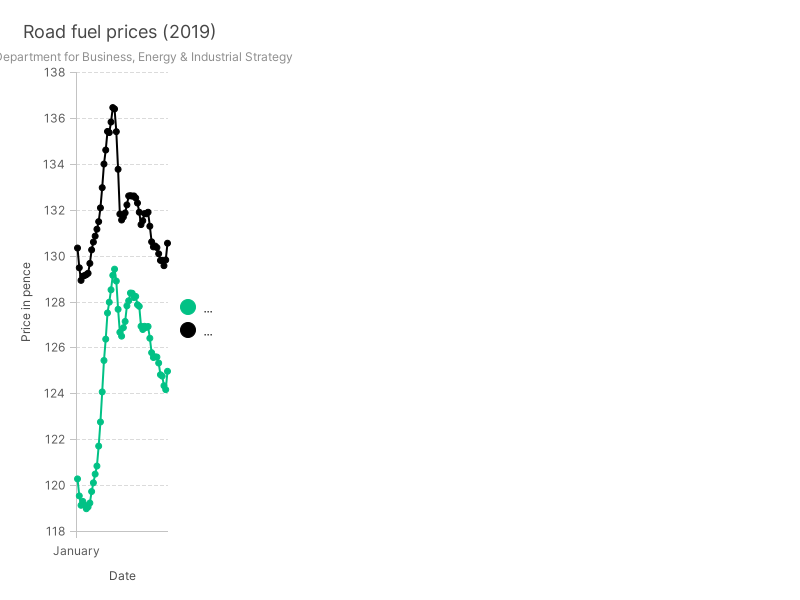 Road fuel prices (2019)
Department for Business, Energy & Industrial Strategy
138
136
134
132
130
128
126
124
122
120
118
Price in pence
...
...
January
Date